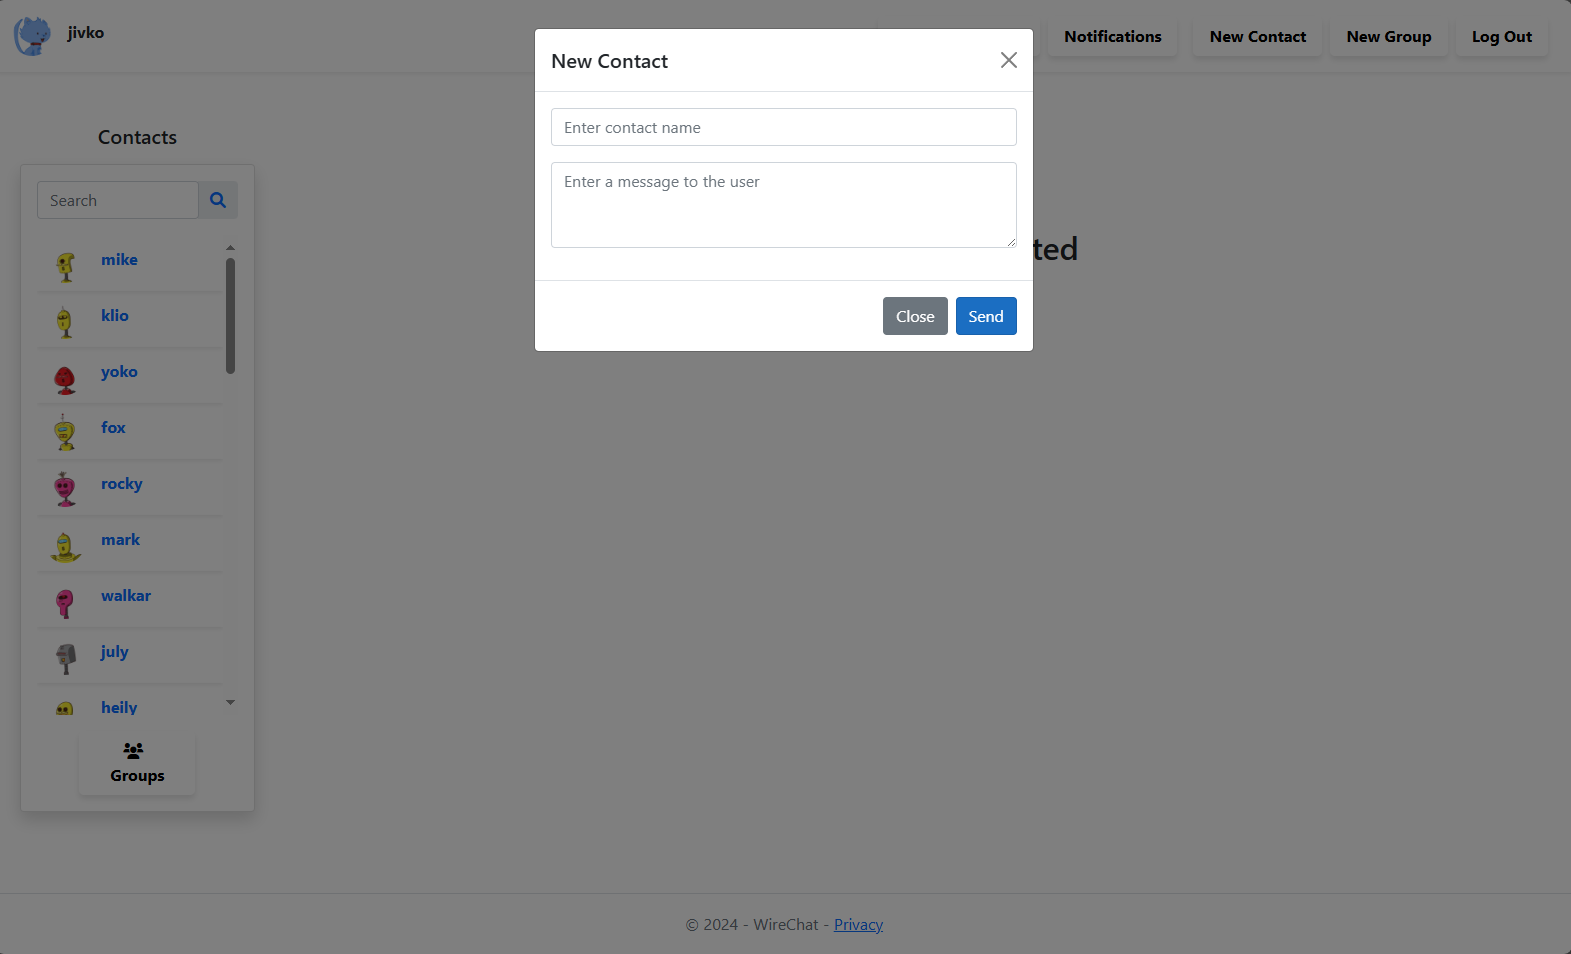 jivko
Notifications
New Contact
New Group
Log Out
New Contact
Enter contact name
Enter a message to the user
Close
Send
Contacts
Search
mike
klio
yoko
fox
rocky
mark
walkar
july
heily
Groups
ted
© 2024 - WireChat - Privacy